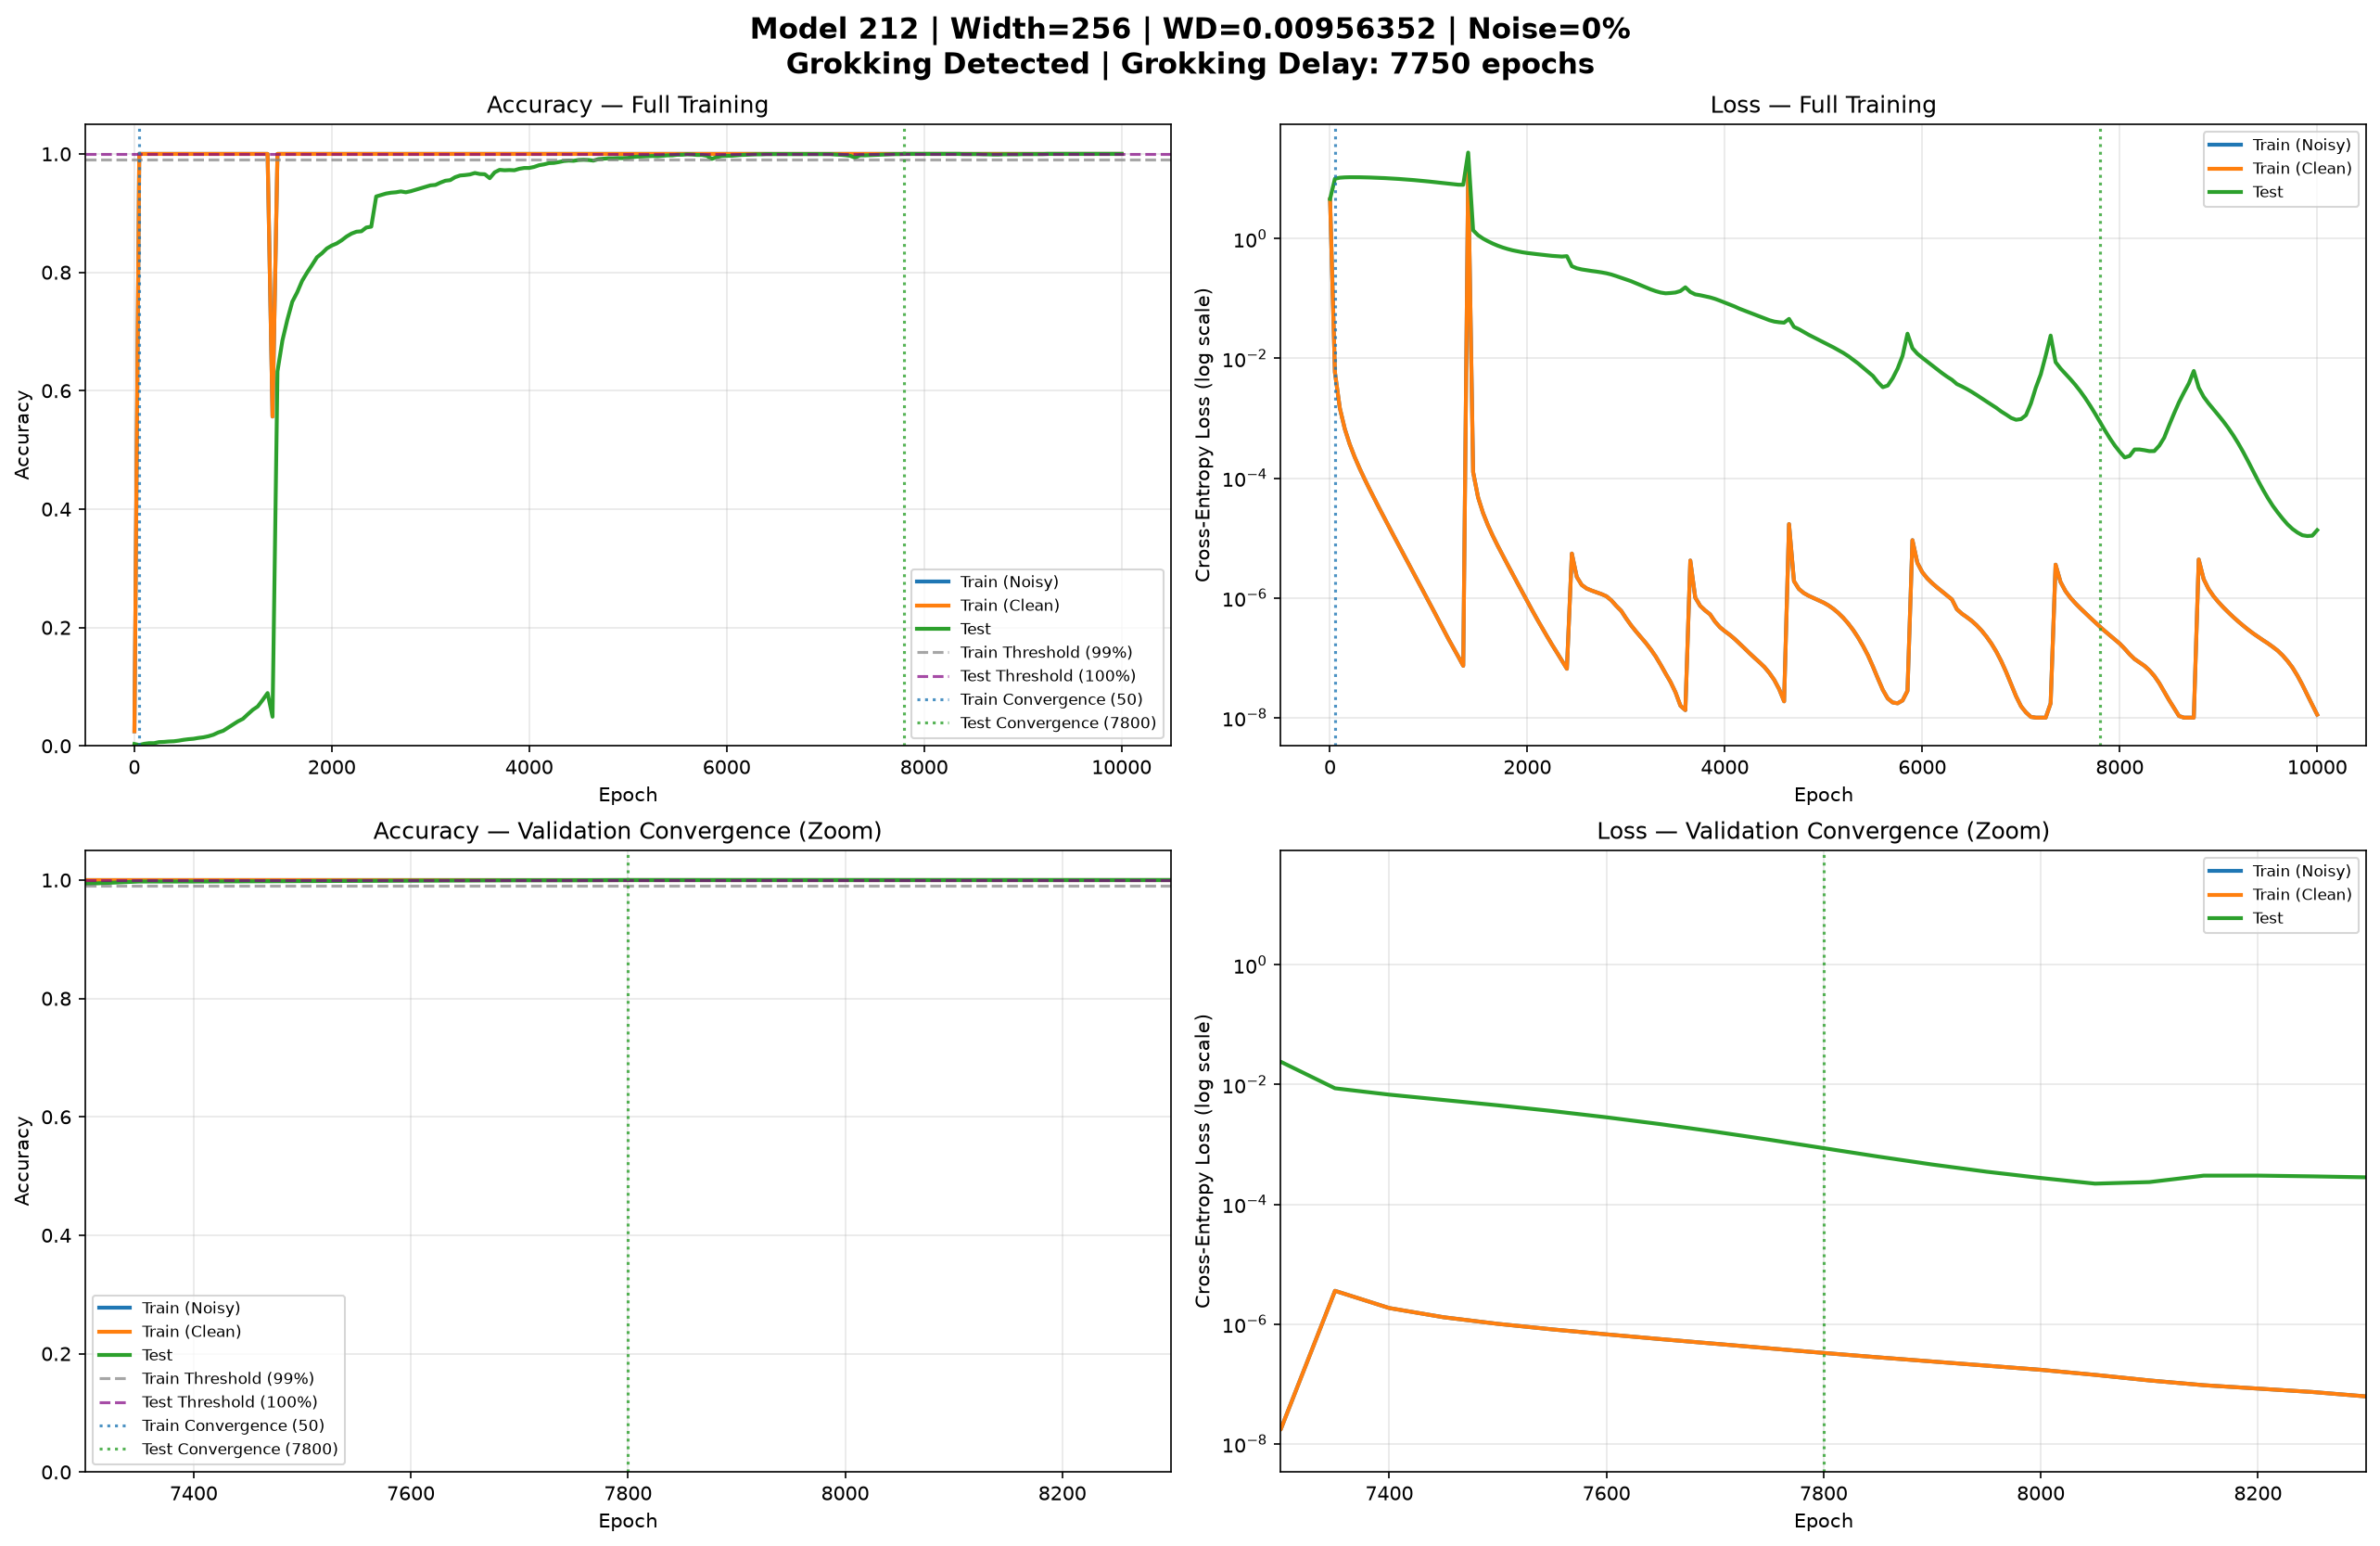 Model 212 | Width=256 | WD=0.00956352 | Noise=0%
Grokking Detected | Grokking Delay: 7750 epochs
Accuracy — Full Training
Accuracy
1.0
0.8
0.6
0.4
0.2
0.0
0 2000 4000 6000 8000 10000
Epoch
Train (Noisy)
Train (Clean)
Test
Train Threshold (99%)
Test Threshold (100%)
Train Convergence (50)
Test Convergence (7800)
Loss — Full Training
Cross-Entropy Loss (log scale)
10⁰
10⁻²
10⁻⁴
10⁻⁶
10⁻⁸
0 2000 4000 6000 8000 10000
Epoch
Train (Noisy)
Train (Clean)
Test
Accuracy — Validation Convergence (Zoom)
Accuracy
1.0
0.8
0.6
0.4
0.2
0.0
7400 7600 7800 8000 8200
Epoch
Train (Noisy)
Train (Clean)
Test
Train Threshold (99%)
Test Threshold (100%)
Train Convergence (50)
Test Convergence (7800)
Loss — Validation Convergence (Zoom)
Cross-Entropy Loss (log scale)
10⁰
10⁻²
10⁻⁴
10⁻⁶
10⁻⁸
7400 7600 7800 8000 8200
Epoch
Train (Noisy)
Train (Clean)
Test